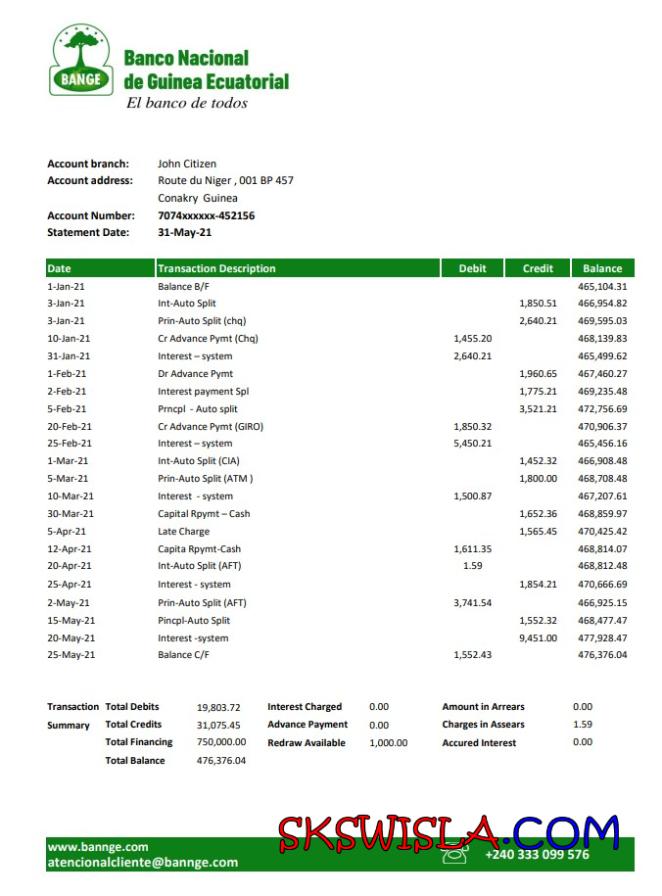 BANGE
Banco Nacional
de Guinea Ecuatorial
El banco de todos
Account branch: John Citizen
Account address: Route du Niger , 001 BP 457
Conakry Guinea
Account Number: 7074xxxxxx-452156
Statement Date: 31-May-21
Date Transaction Description Debit Credit Balance
1-Jan-21 Balance B/F 465,104.31
3-Jan-21 Int-Auto Split 1,850.51 466,954.82
3-Jan-21 Prin-Auto Split (chq) 2,640.21 469,595.03
10-Jan-21 Cr Advance Pymt (Chq) 1,455.20 468,139.83
31-Jan-21 Interest – system 2,640.21 465,499.62
1-Feb-21 Dr Advance Pymt 1,960.65 467,460.27
2-Feb-21 Interest payment Spl 1,775.21 469,235.48
5-Feb-21 Prncpl - Auto split 3,521.21 472,756.69
20-Feb-21 Cr Advance Pymt (GIRO) 1,850.32 470,906.37
25-Feb-21 Interest – system 5,450.21 465,456.16
1-Mar-21 Int-Auto Split (CIA) 1,452.32 466,908.48
5-Mar-21 Prin-Auto Split (ATM ) 1,800.00 468,708.48
10-Mar-21 Interest - system 1,500.87 467,207.61
30-Mar-21 Capital Rpymt – Cash 1,652.36 468,859.97
5-Apr-21 Late Charge 1,565.45 470,425.42
12-Apr-21 Capita Rpymt-Cash 1,611.35 468,814.07
20-Apr-21 Int-Auto Split (AFT) 1.59 468,812.48
25-Apr-21 Interest - system 1,854.21 470,666.69
2-May-21 Prin-Auto Split (AFT) 3,741.54 466,925.15
15-May-21 Pincpl-Auto Split 1,552.32 468,477.47
20-May-21 Interest -system 9,451.00 477,928.47
25-May-21 Balance C/F 1,552.43 476,376.04
Transaction Total Debits 19,803.72 Interest Charged 0.00 Amount in Arrears 0.00
Summary Total Credits 31,075.45 Advance Payment 0.00 Charges in Assears 1.59
Total Financing 750,000.00 Redraw Available 1,000.00 Accured Interest 0.00
Total Balance 476,376.04
SKSWISLA.COM
www.bannge.com
atencionalcliente@bannge.com +240 333 099 576